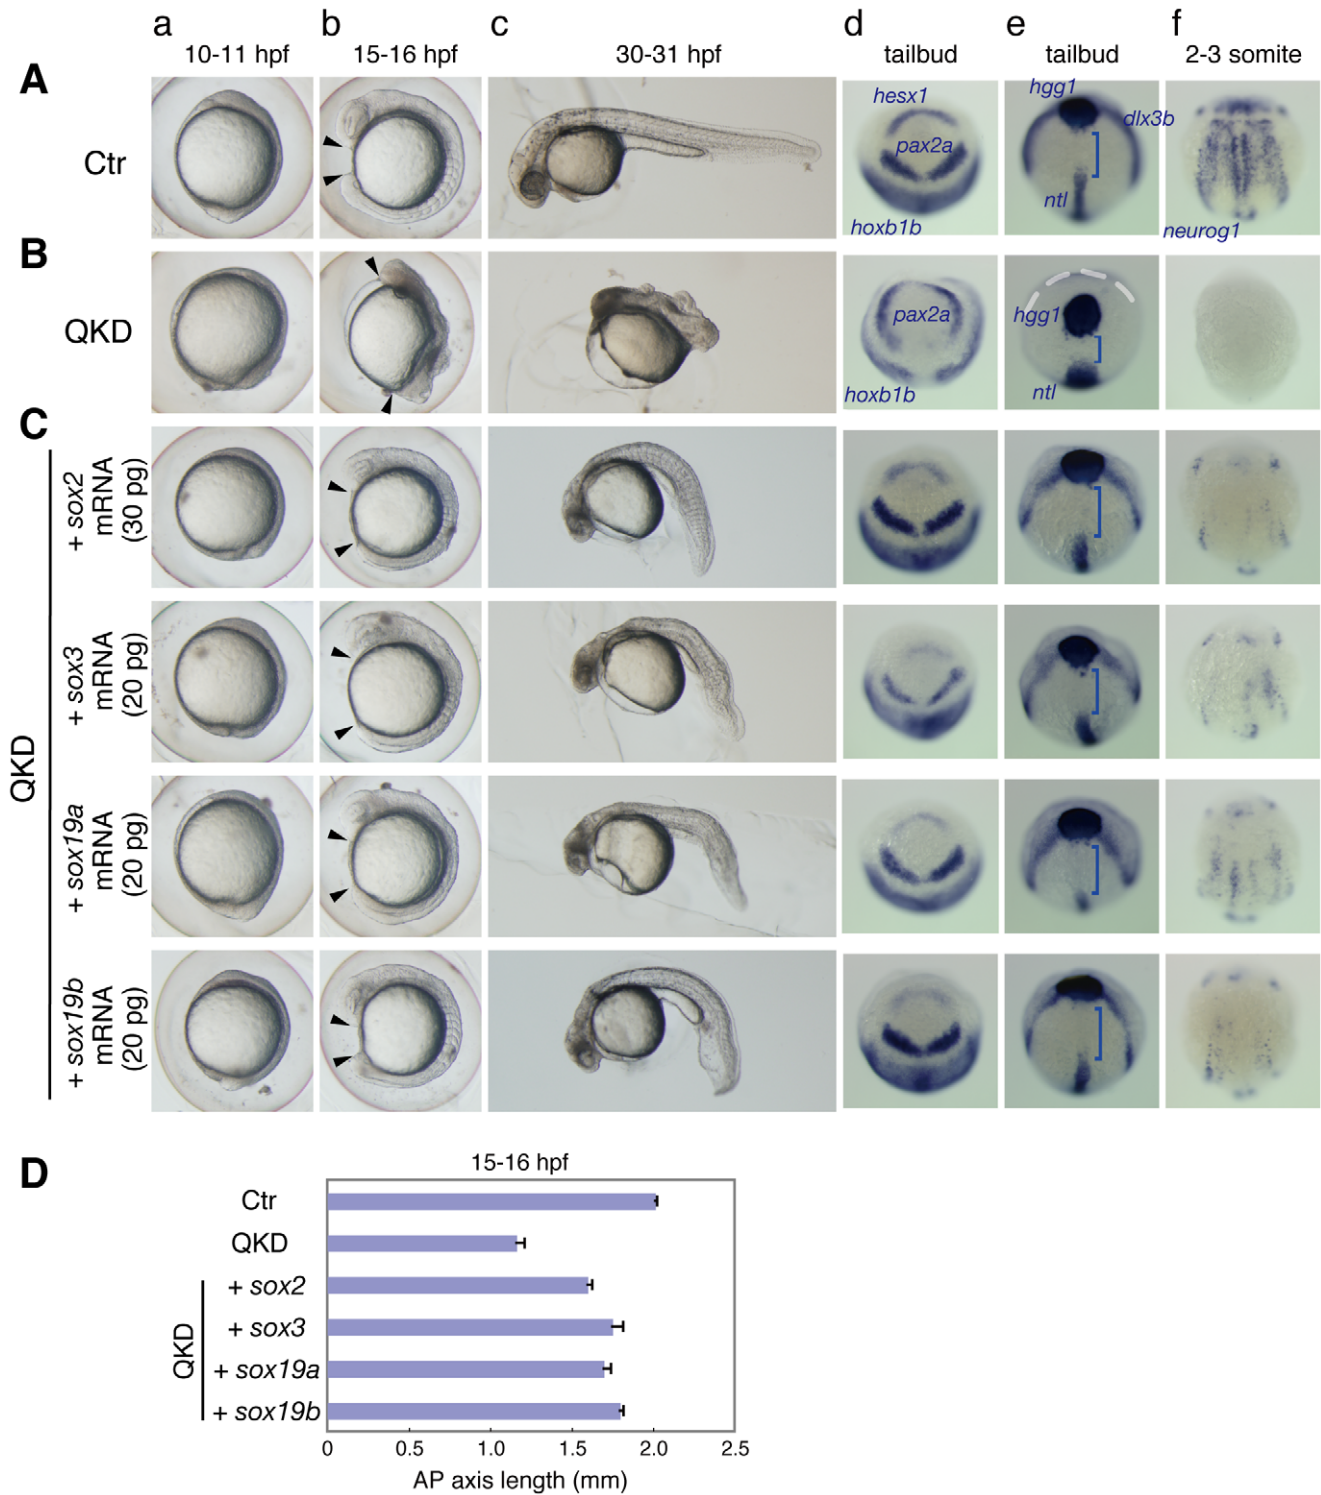 a b c d e f
10-11 hpf 15-16 hpf 30-31 hpf tailbud tailbud 2-3 somite
A
Ctr
hesx1
pax2a
hoxb1b
hgg1
dlx3b
ntl
neurog1
B
QKD
pax2a
hoxb1b
hgg1
ntl
C
QKD
+ sox2
mRNA
(30 pg)
+ sox3
mRNA
(20 pg)
+ sox19a
mRNA
(20 pg)
+ sox19b
mRNA
(20 pg)
D
15-16 hpf
Ctr
QKD
QKD
+ sox2
+ sox3
+ sox19a
+ sox19b
0 0.5 1.0 1.5 2.0 2.5
AP axis length (mm)